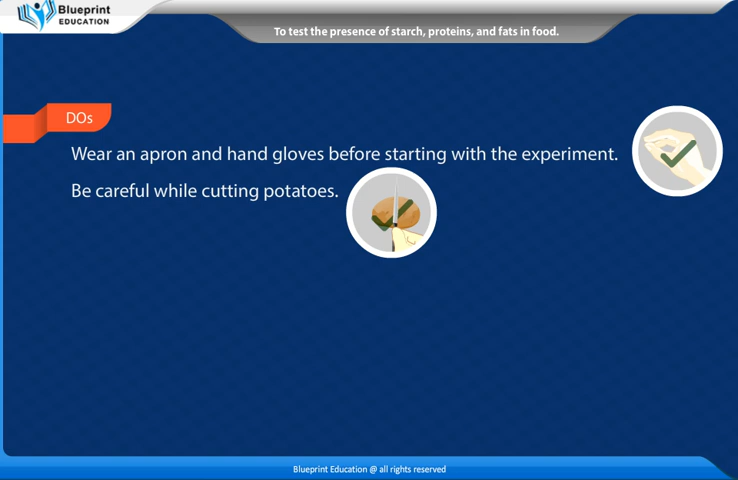 Blueprint
EDUCATION
To test the presence of starch, proteins, and fats in food.
DOs
Wear an apron and hand gloves before starting with the experiment.
Be careful while cutting potatoes.
Blueprint Education @ all rights reserved